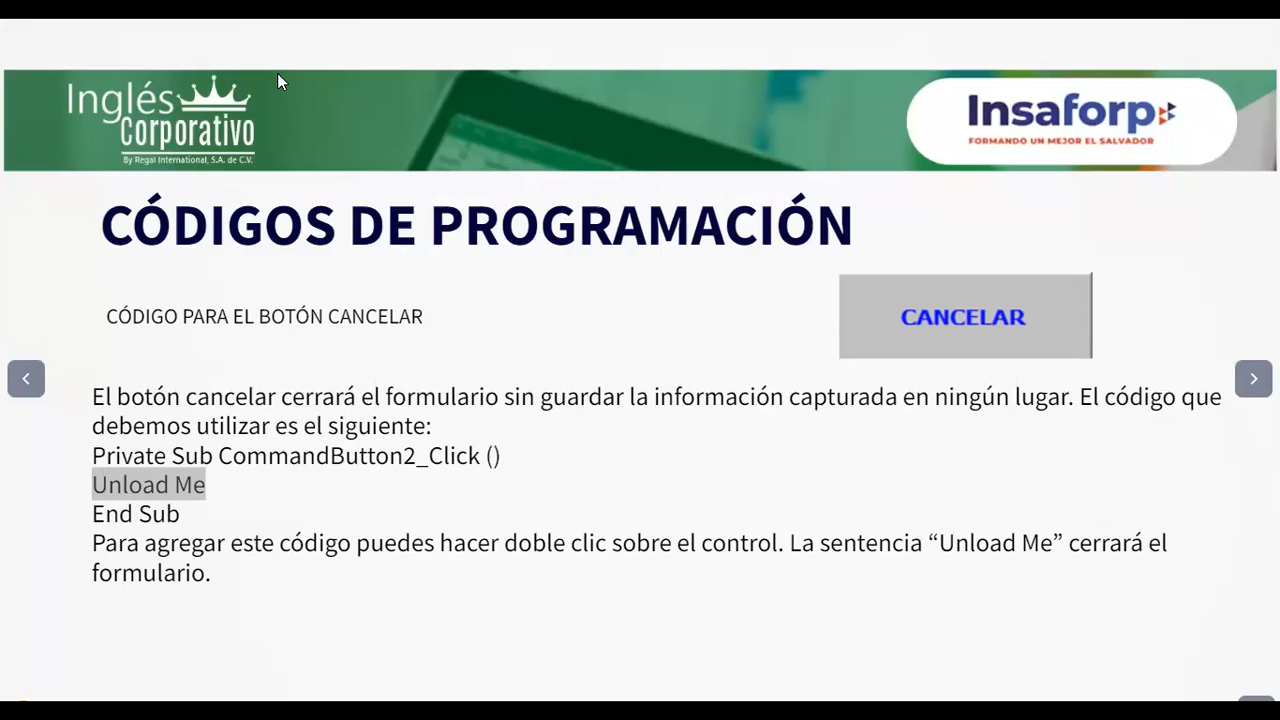 Inglés
Corporativo
By Regal International, S.A. de C.V.
Insaforp
FORMANDO UN MEJOR EL SALVADOR
CÓDIGOS DE PROGRAMACIÓN
CÓDIGO PARA EL BOTÓN CANCELAR
CANCELAR
El botón cancelar cerrará el formulario sin guardar la información capturada en ningún lugar. El código que
debemos utilizar es el siguiente:
Private Sub CommandButton2_Click ()
Unload Me
End Sub
Para agregar este código puedes hacer doble clic sobre el control. La sentencia “Unload Me” cerrará el
formulario.